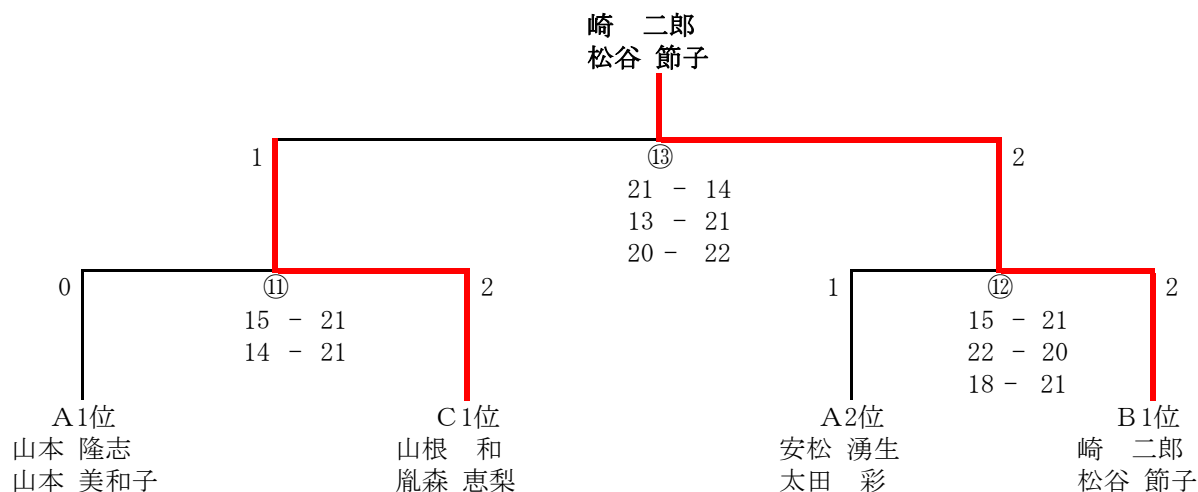 崎　二郎
松谷 節子
1
⑬
2
21 - 14
13 - 21
20 - 22
0
⑪
2
1
⑫
2
15 - 21
14 - 21
15 - 21
22 - 20
18 - 21
A1位
C1位
A2位
B1位
山本 隆志
山根　和
安松 湧生
崎　二郎
山本 美和子
胤森 恵梨
太田　彩
松谷 節子